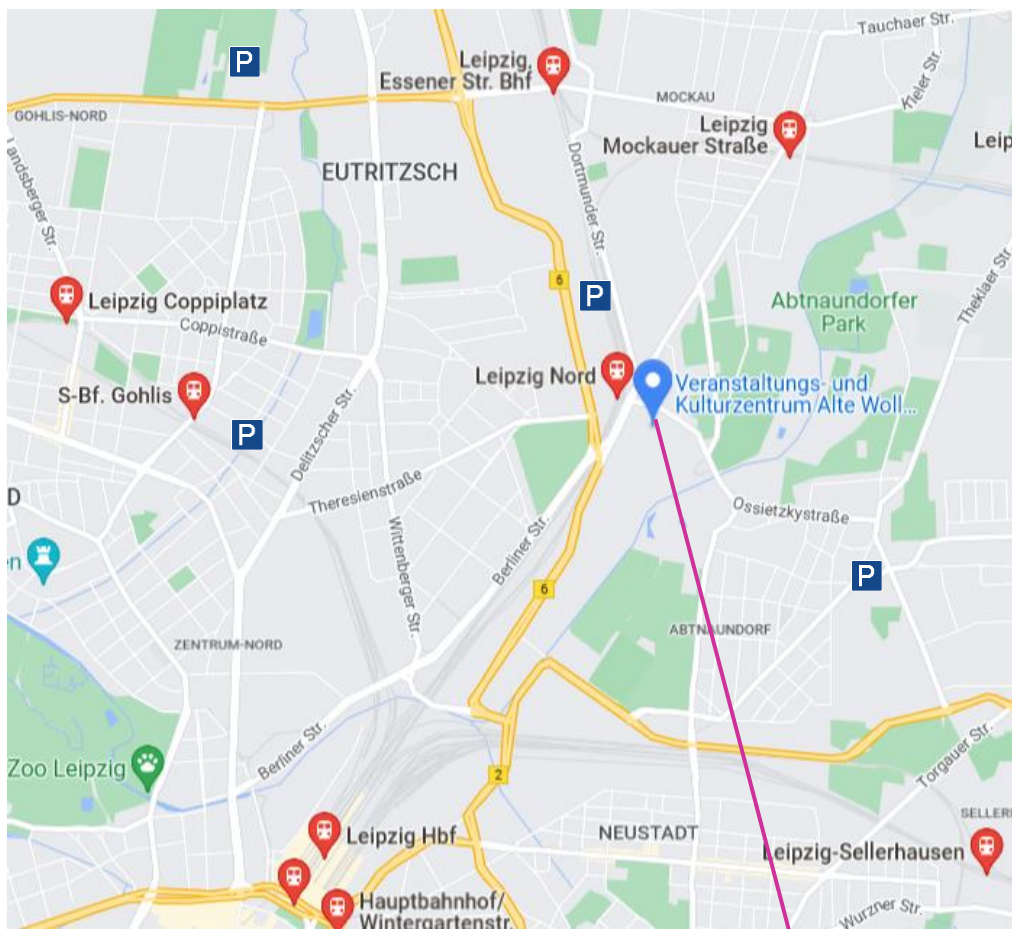 Tauchaer Str.
P
Leipzig,
Essener Str. Bhf
MOCKAU
Kieler Str.
GOHLIS-NORD
Leipzig
Mockauer Straße
Leip
Landsberger Str.
EUTRITZSCH
Dortmunder Str.
Theklaer Str
6
P
Leipzig Coppiplatz
Coppistraße
Abtnaundorfer
Park
S-Bf. Gohlis
Leipzig Nord
Veranstaltungs- und
Kulturzentrum Alte Woll...
P
Delitzscher Str.
D
Theresienstraße
Ossietzkystraße
Wittenberger Str.
Berliner Str.
en
P
6
ABTNAUNDORF
ZENTRUM-NORD
Berliner Str.
Zoo Leipzig
2
Torgauer Str.
SELLER
Leipzig Hbf
NEUSTADT
Leipzig-Sellerhausen
Hauptbahnhof/
Wintergartenstr.
Wurzner Str.